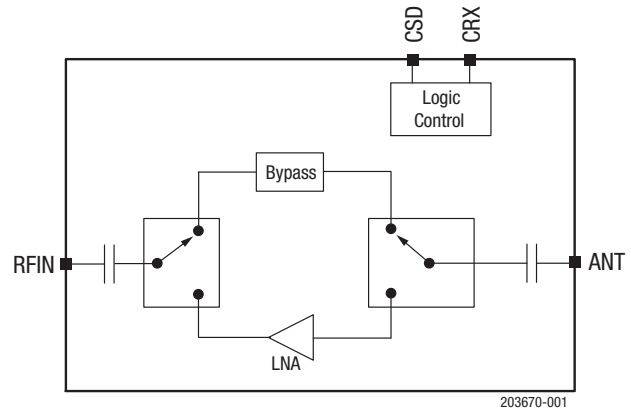 CSD
CRX
Logic
Control
Bypass
RFIN
ANT
LNA
203670-001